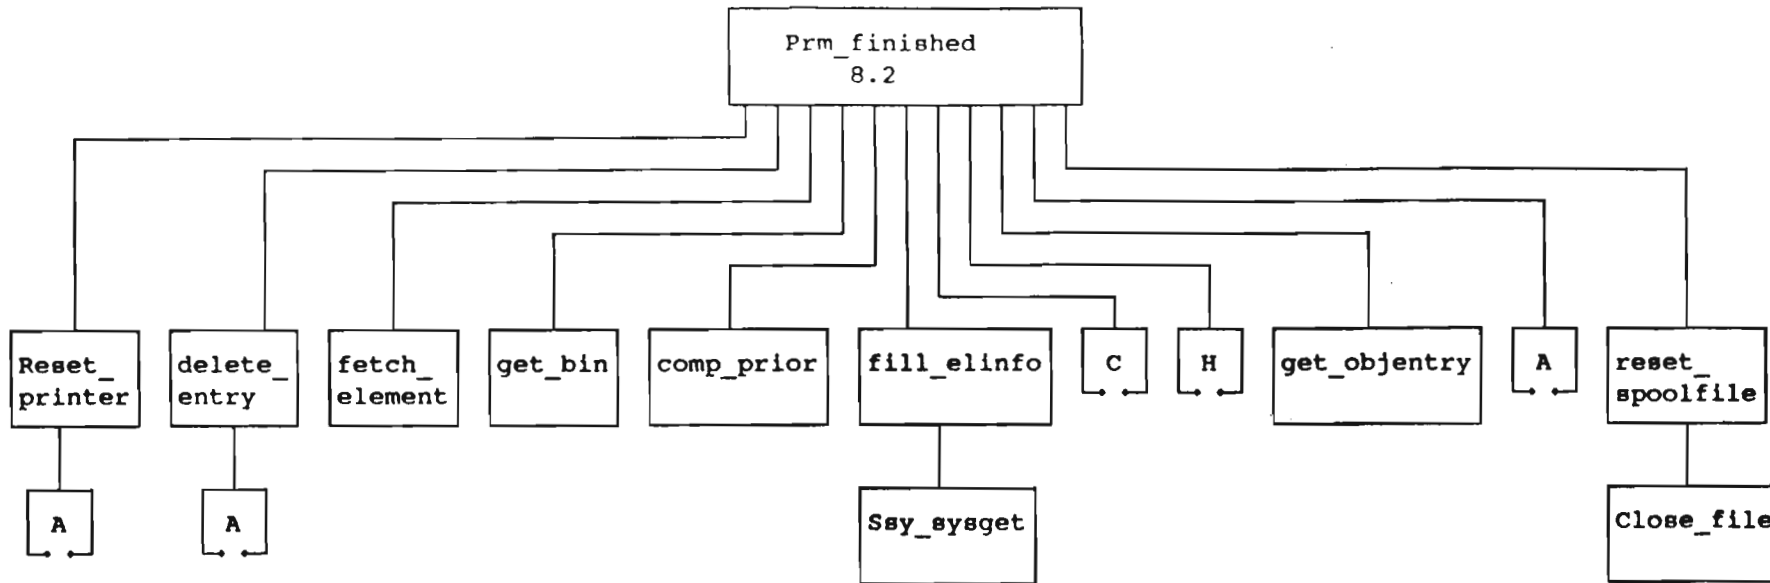 Prm_finished
8.2
Reset_
printer
delete_
entry
fetch_
element
get_bin
comp_prior
fill_elinfo
C
H
get_objentry
A
reset_
spoolfile
A
A
Ssy_sysget
Close_file